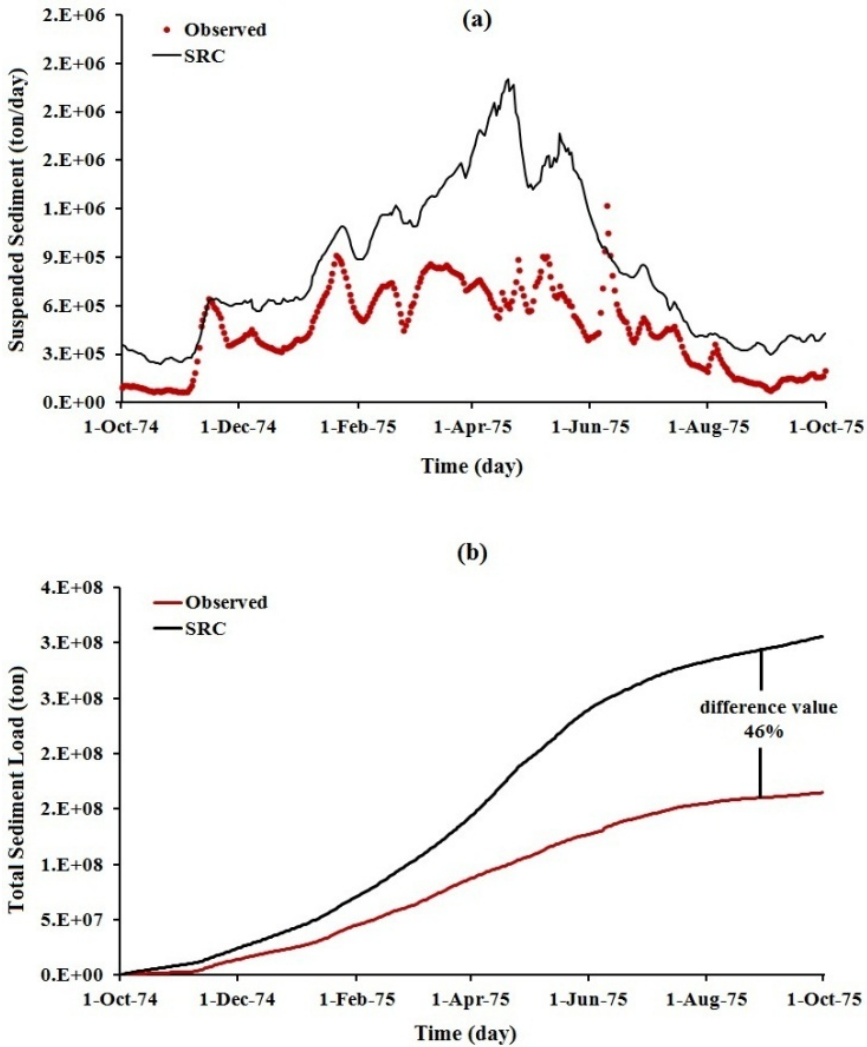 (a)
Observed
SRC
Suspended Sediment (ton/day)
2.E+06
2.E+06
2.E+06
2.E+06
1.E+06
9.E+05
6.E+05
3.E+05
0.E+00
1-Oct-74 1-Dec-74 1-Feb-75 1-Apr-75 1-Jun-75 1-Aug-75 1-Oct-75
Time (day)
(b)
Observed
SRC
Total Sediment Load (ton)
4.E+08
3.E+08
3.E+08
2.E+08
2.E+08
1.E+08
5.E+07
0.E+00
difference value
46%
1-Oct-74 1-Dec-74 1-Feb-75 1-Apr-75 1-Jun-75 1-Aug-75 1-Oct-75
Time (day)